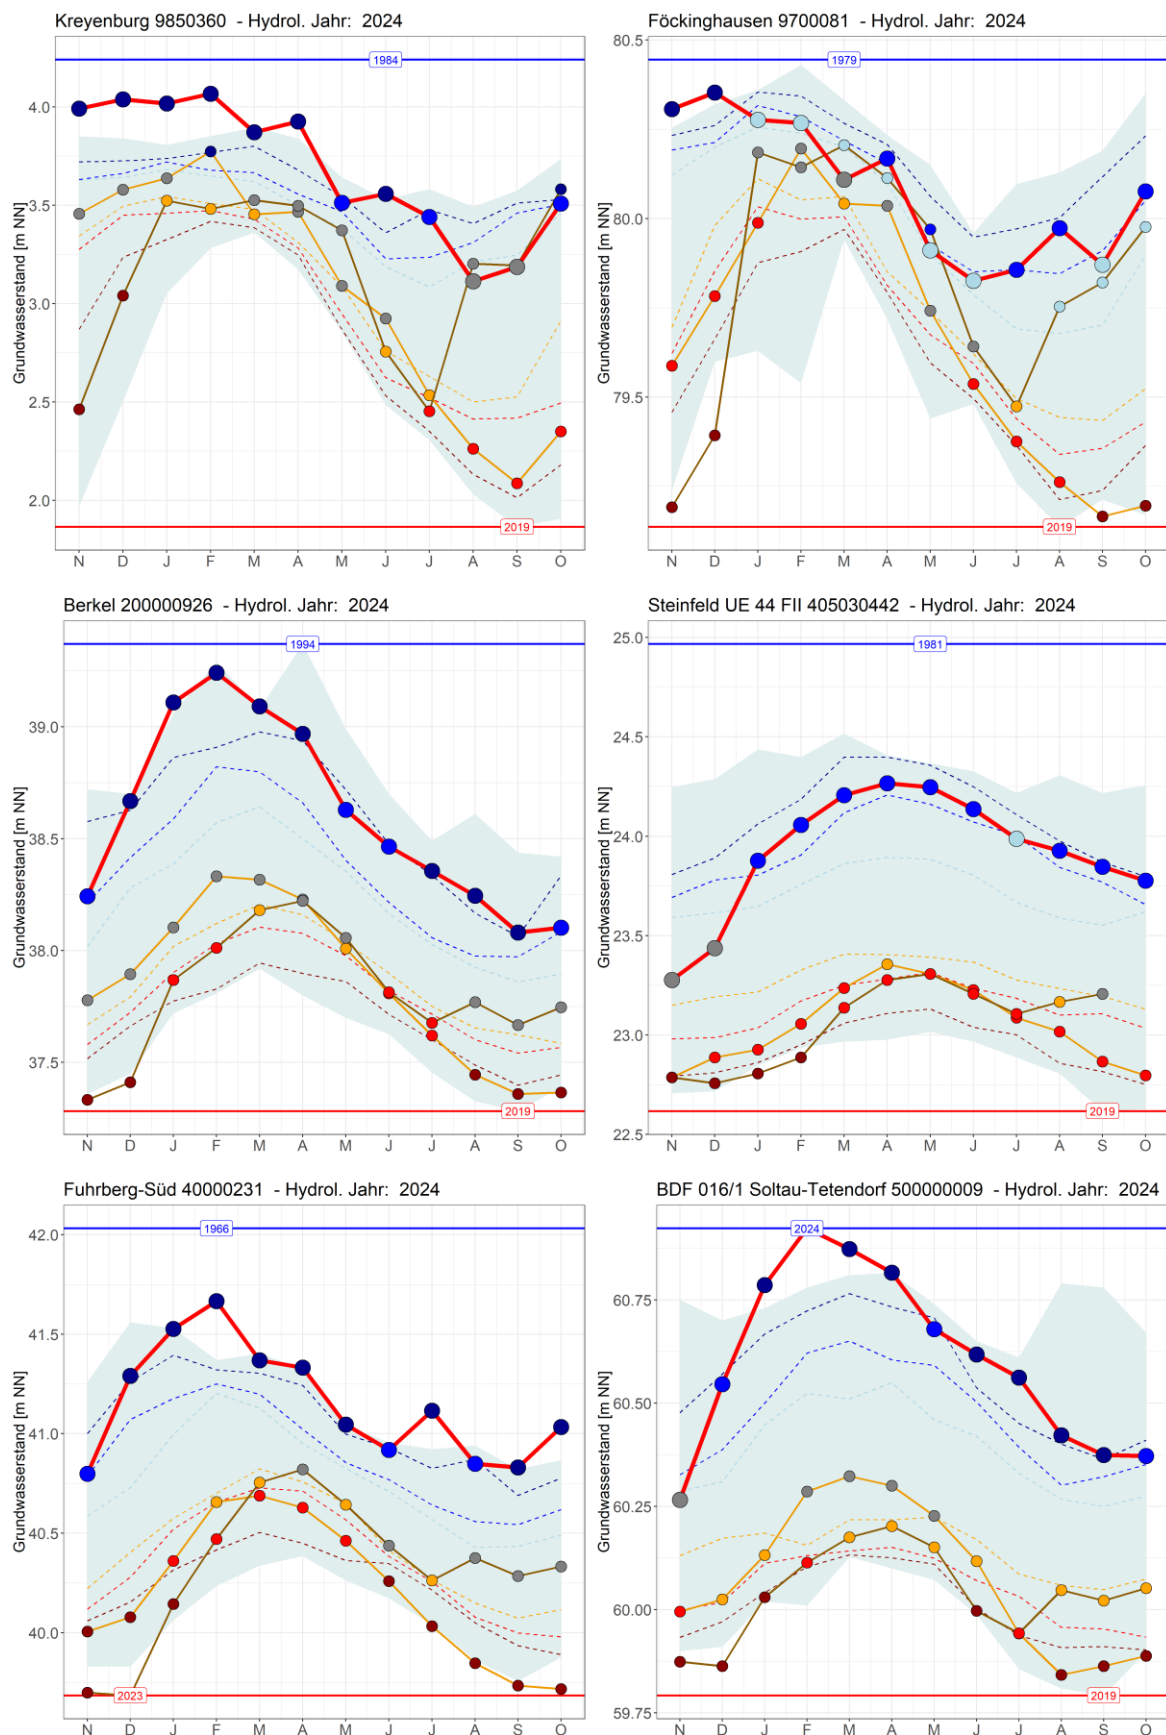 Kreyenburg 9850360 - Hydrol. Jahr: 2024
Grundwasserstand [m NN]
4.0
3.5
3.0
2.5
2.0
1984
2019
N D J F M A M J J A S O
Föckinghausen 9700081 - Hydrol. Jahr: 2024
Grundwasserstand [m NN]
80.5
80.0
79.5
1979
2019
N D J F M A M J J A S O
Berkel 200000926 - Hydrol. Jahr: 2024
Grundwasserstand [m NN]
39.0
38.5
38.0
37.5
1994
2019
N D J F M A M J J A S O
Steinfeld UE 44 FII 405030442 - Hydrol. Jahr: 2024
Grundwasserstand [m NN]
25.0
24.5
24.0
23.5
23.0
22.5
1981
2019
N D J F M A M J J A S O
Fuhrberg-Süd 40000231 - Hydrol. Jahr: 2024
Grundwasserstand [m NN]
42.0
41.5
41.0
40.5
40.0
1966
2023
N D J F M A M J J A S O
BDF 016/1 Soltau-Tetendorf 500000009 - Hydrol. Jahr: 2024
Grundwasserstand [m NN]
60.75
60.50
60.25
60.00
59.75
2024
2019
N D J F M A M J J A S O